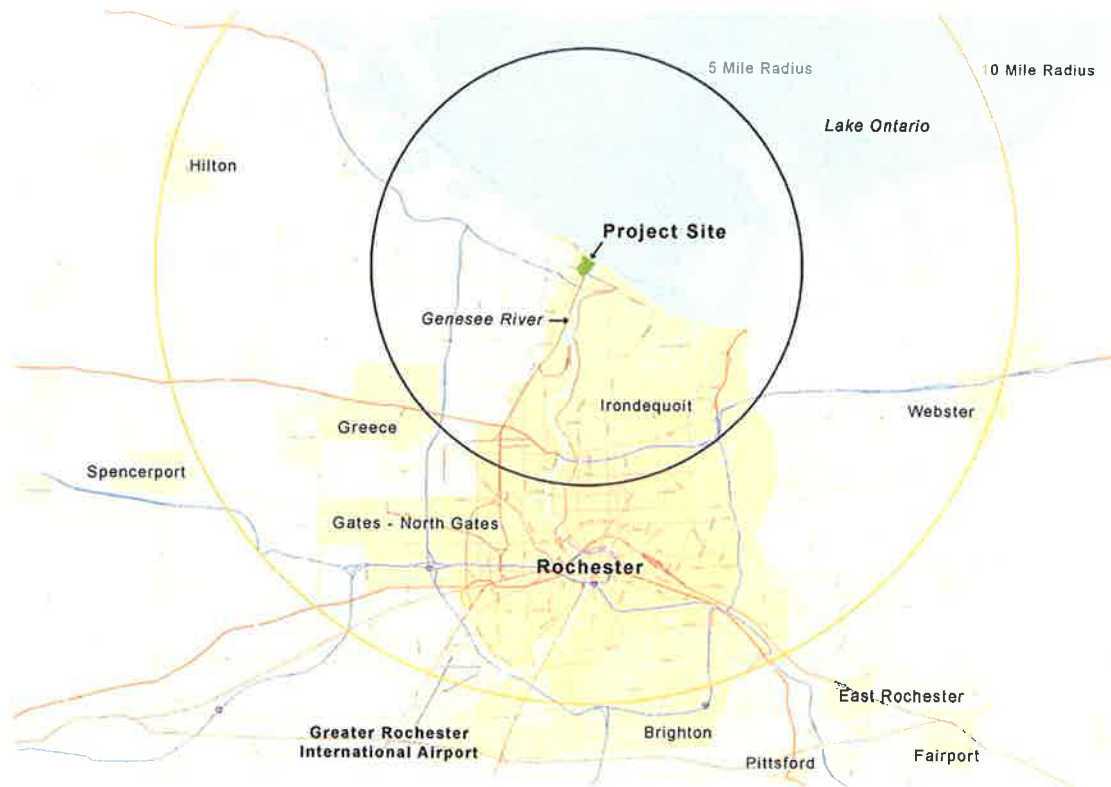 5 Mile Radius
10 Mile Radius
Lake Ontario
Hilton
Project Site
Genesee River
Irondequoit
Webster
Greece
Spencerport
Gates - North Gates
Rochester
East Rochester
Greater Rochester
International Airport
Brighton
Fairport
Pittsford